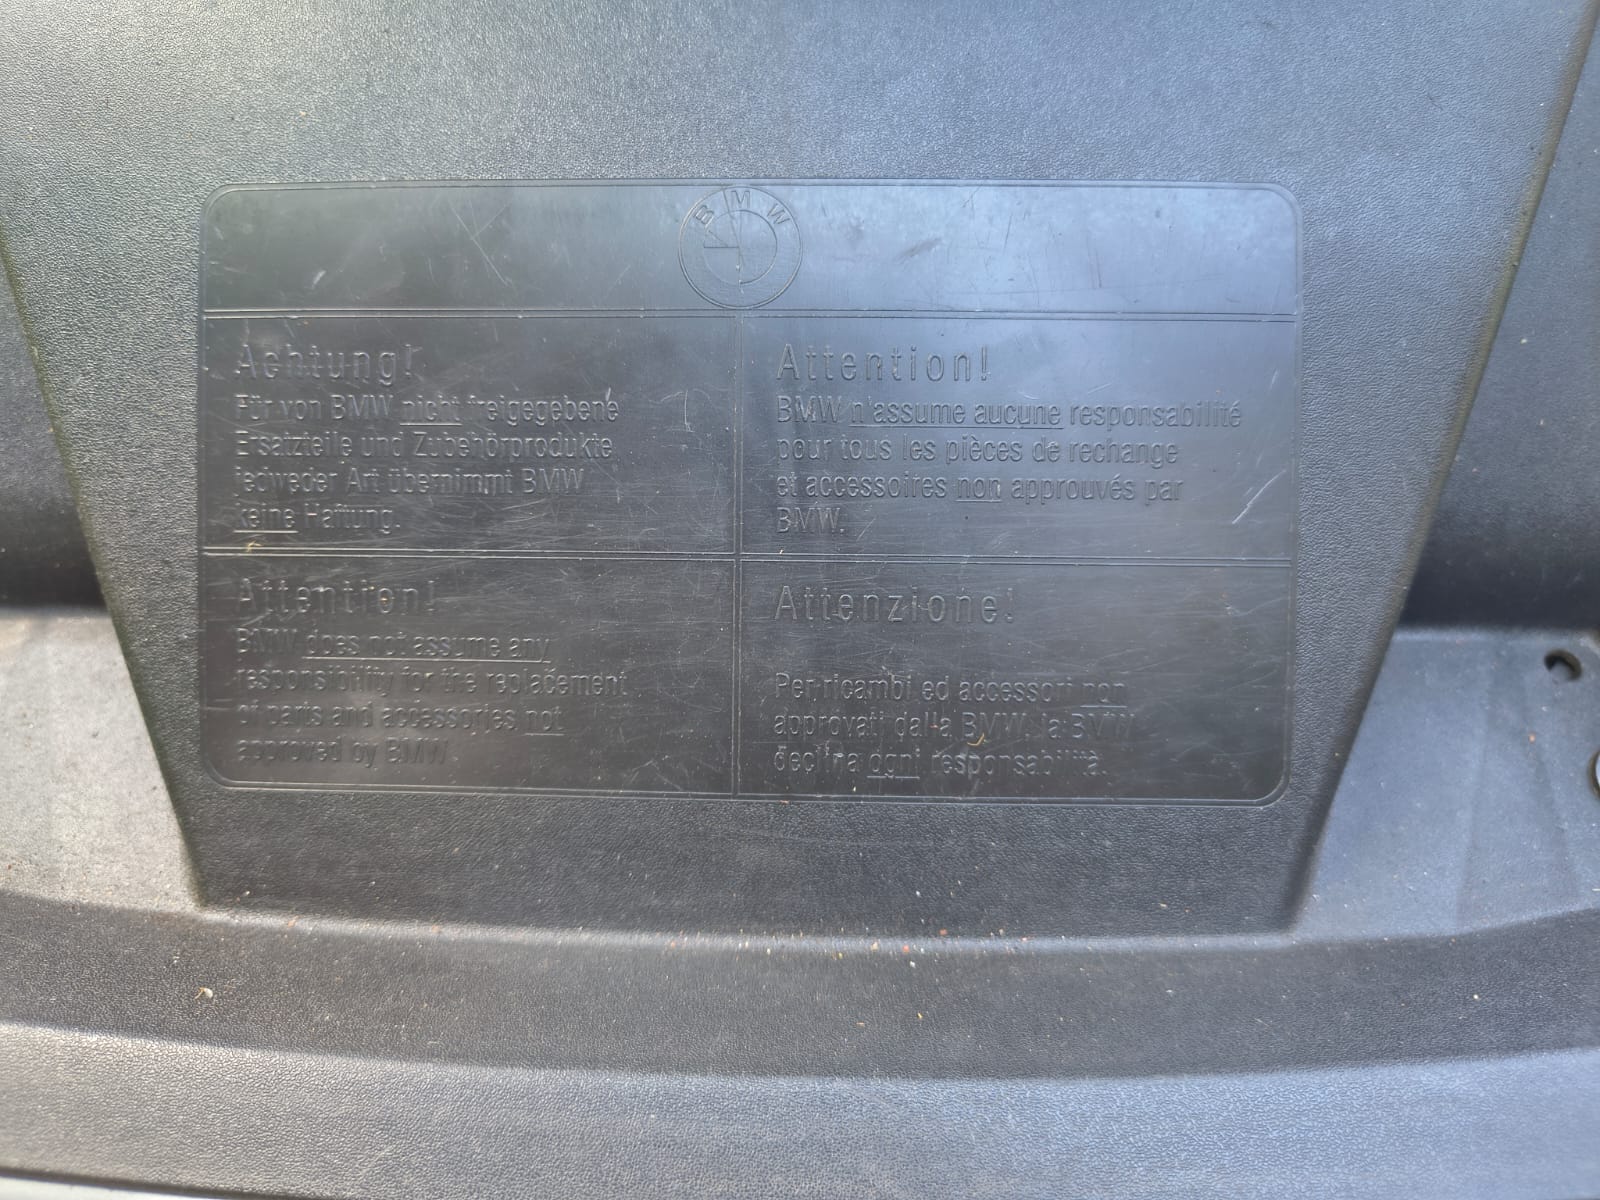 BMW
Achtung!
Für von BMW nicht freigegebene
Ersatzteile und Zubehörprodukte
jedweder Art übernimmt BMW
keine Haftung.
Attention!
BMW n'assume aucune responsabilité
pour tous les pièces de rechange
et accessoires non approuvés par
BMW.
Attention!
BMW does not assume any
responsibility for the replacement
of parts and accessories not
approved by BMW.
Attenzione!
Per ricambi ed accessori non
approvati dalla BMW, la BMW
declina ogni responsabilità.